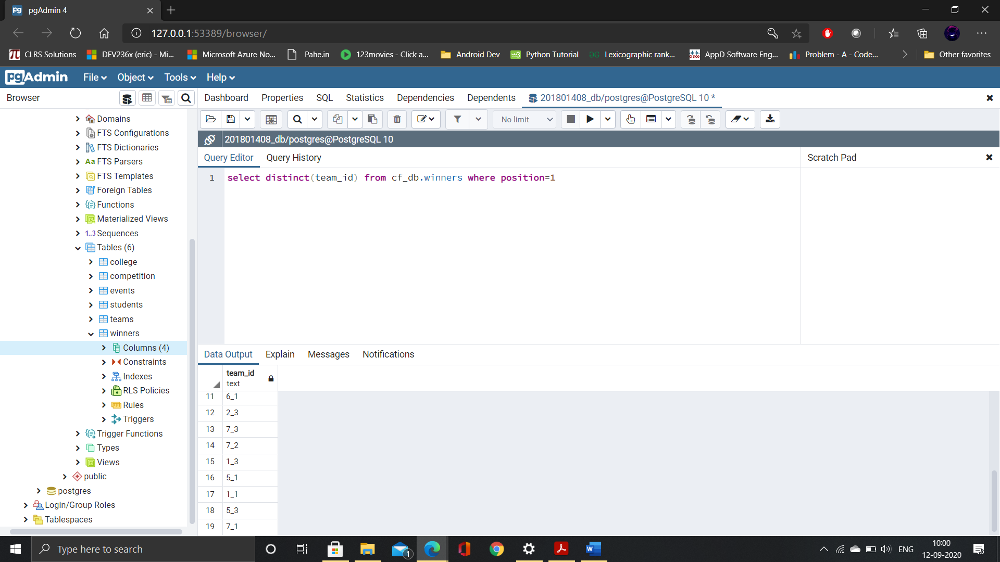 pgAdmin 4
127.0.0.1:53389/browser/
CLRS Solutions
DEV236x (eric) - Mi...
Microsoft Azure No...
Pahe.in
123movies - Click a...
Android Dev
Python Tutorial
Lexicographic rank...
AppD Software Eng...
Problem - A - Code...
Other favorites
pgAdmin File Object Tools Help
Browser
Dashboard Properties SQL Statistics Dependencies Dependents 201801408_db/postgres@PostgreSQL 10 *
No limit
201801408_db/postgres@PostgreSQL 10
Query Editor Query History
Scratch Pad
1 select distinct(team_id) from cf_db.winners where position=1
Domains
FTS Configurations
FTS Dictionaries
Aa FTS Parsers
FTS Templates
Foreign Tables
Functions
Materialized Views
1..3 Sequences
Tables (6)
college
competition
events
students
teams
winners
Columns (4)
Constraints
Indexes
RLS Policies
Rules
Triggers
Trigger Functions
Types
Views
public
postgres
Login/Group Roles
Tablespaces
Data Output Explain Messages Notifications
team_id
text
11 6_1
12 2_3
13 7_3
14 7_2
15 1_3
16 5_1
17 1_1
18 5_3
19 7_1
Type here to search
1
ENG
10:00
12-09-2020